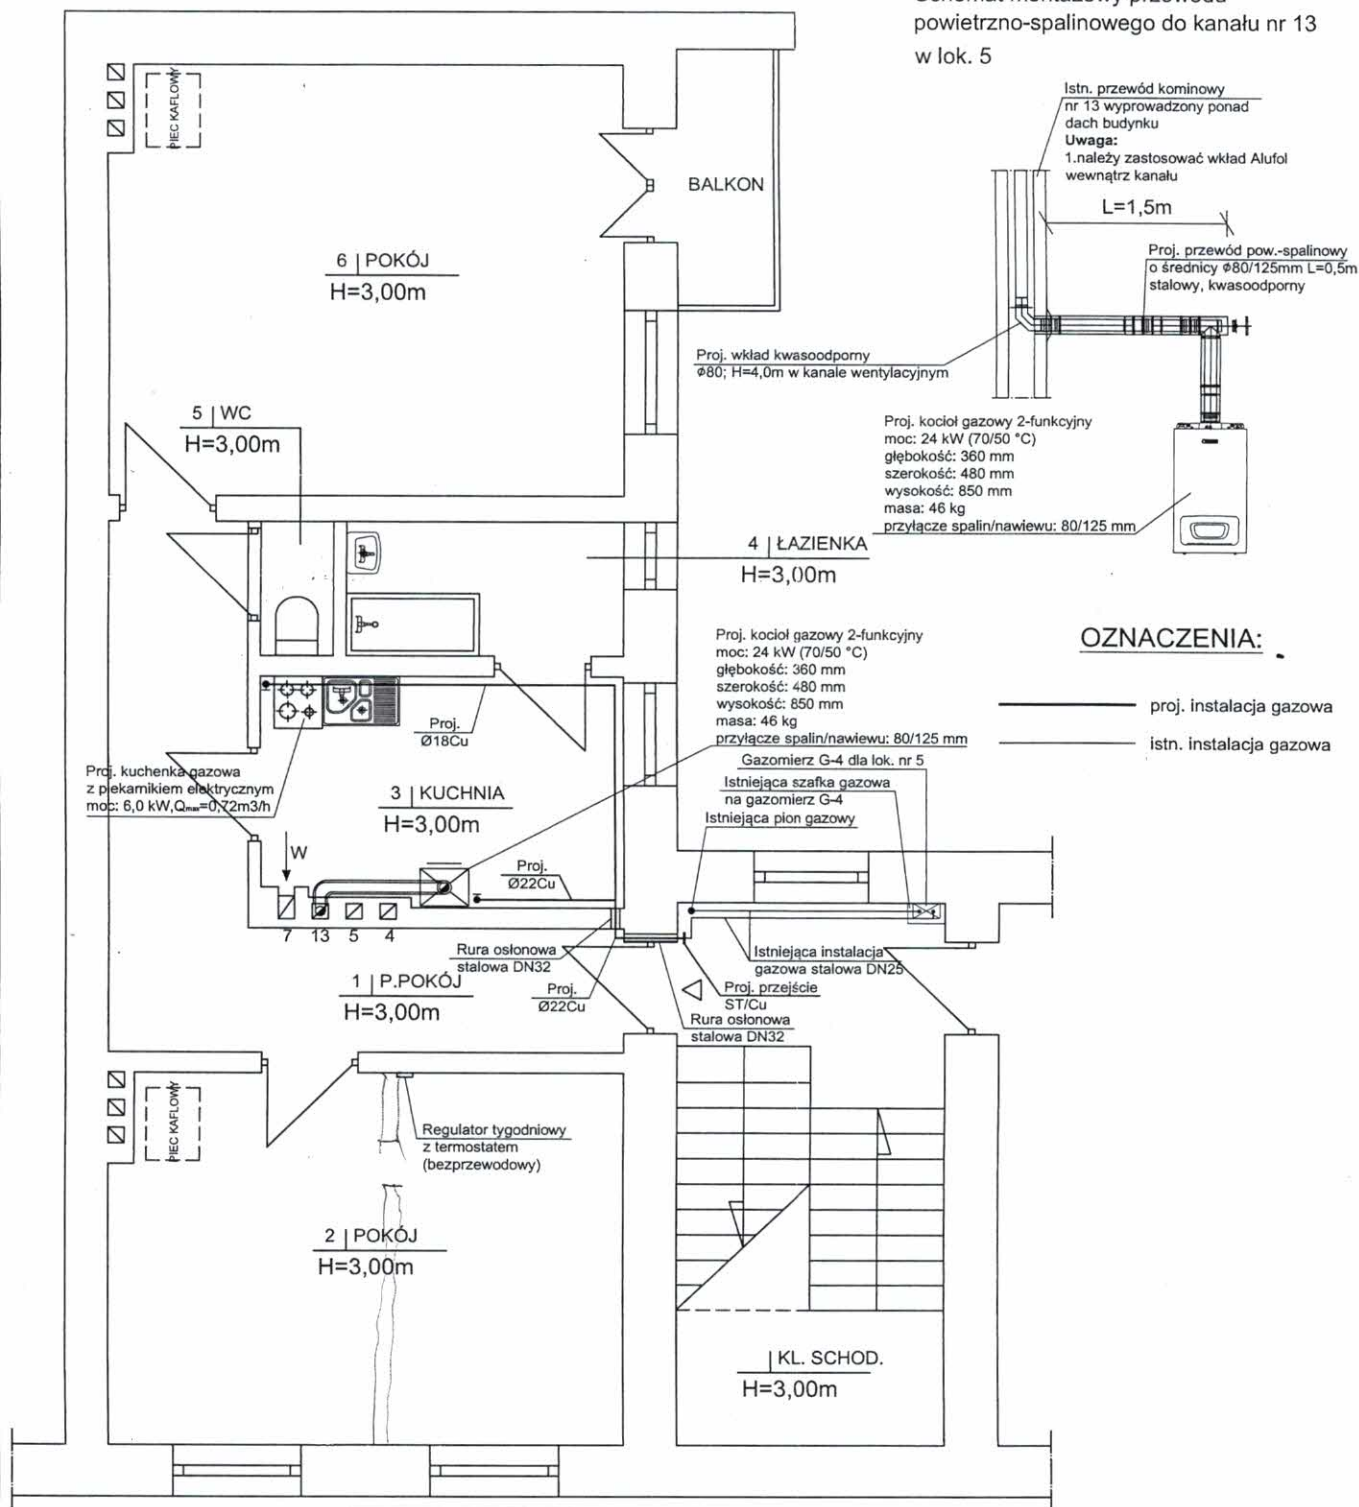 powietrzno-spalinowego do kanału nr 13
w lok. 5
Istn. przewód kominowy
nr 13 wyprowadzony ponad
dach budynku
Uwaga:
1.należy zastosować wkład Alufol
wewnątrz kanału
L=1,5m
Proj. przewód pow.-spalinowy
o średnicy ϕ80/125mm L=0,5m
stalowy, kwasoodporny
Proj. wkład kwasoodporny
ϕ80; H=4,0m w kanale wentylacyjnym
Proj. kocioł gazowy 2-funkcyjny
moc: 24 kW (70/50 °C)
głębokość: 360 mm
szerokość: 480 mm
wysokość: 850 mm
masa: 46 kg
przyłącze spalin/nawiewu: 80/125 mm
PIEC KAFLOWY
BALKON
6 | POKÓJ
H=3,00m
5 | WC
H=3,00m
4 | ŁAZIENKA
H=3,00m
OZNACZENIA:
proj. instalacja gazowa
istn. instalacja gazowa
Proj. kocioł gazowy 2-funkcyjny
moc: 24 kW (70/50 °C)
głębokość: 360 mm
szerokość: 480 mm
wysokość: 850 mm
masa: 46 kg
przyłącze spalin/nawiewu: 80/125 mm
Gazomierz G-4 dla lok. nr 5
Istniejąca szafka gazowa
na gazomierz G-4
Istniejąca pion gazowy
Proj.
Ø18Cu
Proj. kuchenka gazowa
z piekarnikiem elektrycznym
moc: 6,0 kW,Qmax=0,72m3/h
3 | KUCHNIA
H=3,00m
W
Proj.
Ø22Cu
7 13 5 4
Rura osłonowa
stalowa DN32
Istniejąca instalacja
gazowa stalowa DN25
1 | P.POKÓJ
H=3,00m
Proj.
Ø22Cu
Proj. przejście
ST/Cu
Rura osłonowa
stalowa DN32
PIEC KAFLOWY
Regulator tygodniowy
z termostatem
(bezprzewodowy)
2 | POKÓJ
H=3,00m
| KL. SCHOD.
H=3,00m